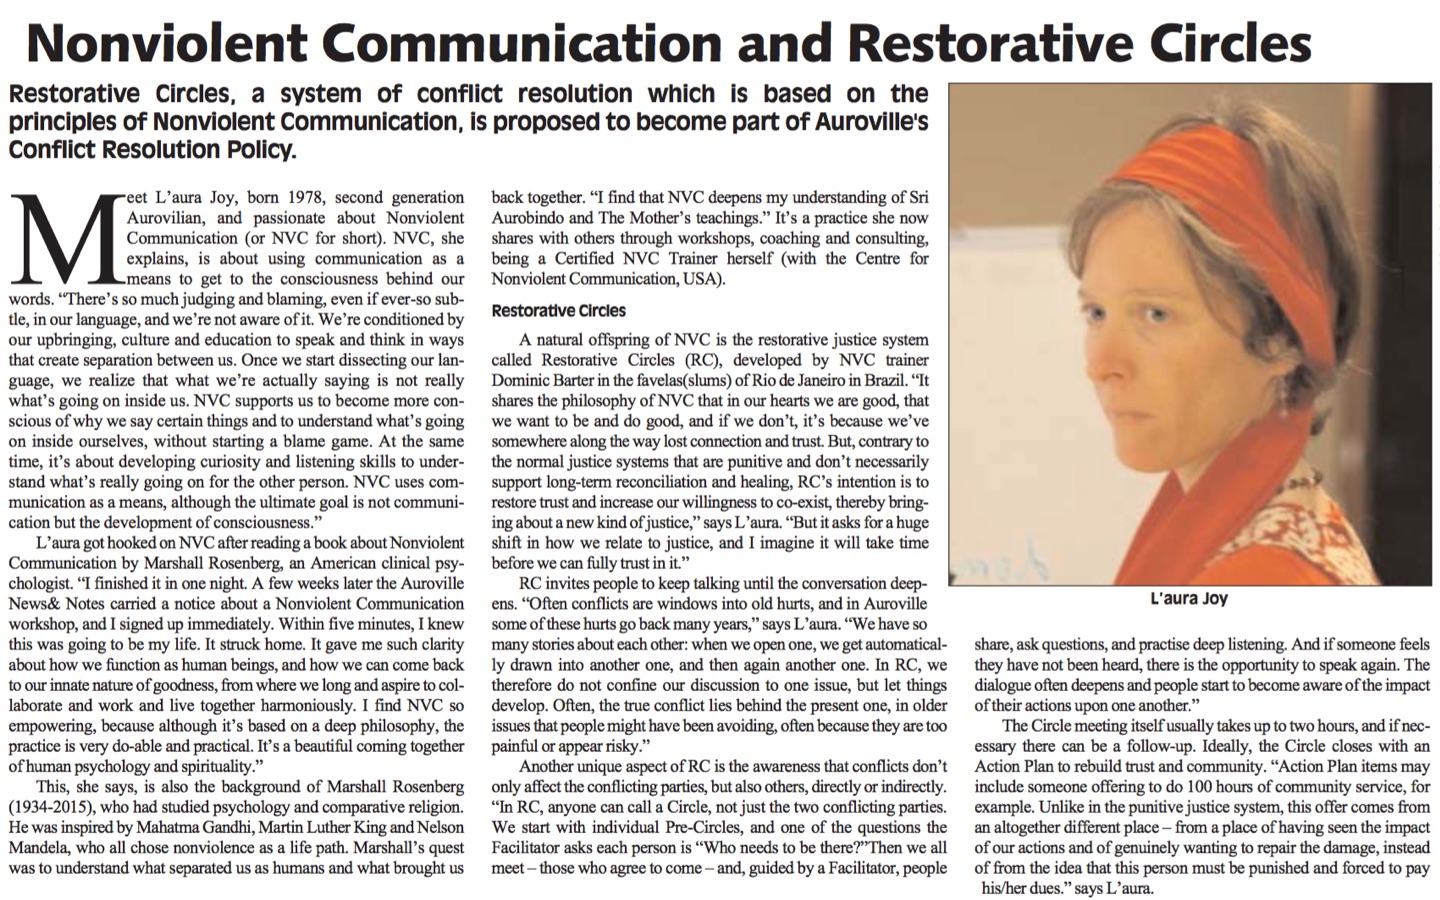 Nonviolent Communication and Restorative Circles
Restorative Circles, a system of conflict resolution which is based on the
principles of Nonviolent Communication, is proposed to become part of Auroville's
Conflict Resolution Policy.
Meet L'aura Joy, born 1978, second generation
Aurovilian, and passionate about Nonviolent
Communication (or NVC for short). NVC, she
explains, is about using communication as a
means to get to the consciousness behind our
words. “There’s so much judging and blaming, even if ever-so sub-
tle, in our language, and we’re not aware of it. We’re conditioned by
our upbringing, culture and education to speak and think in ways
that create separation between us. Once we start dissecting our lan-
guage, we realize that what we’re actually saying is not really
what’s going on inside us. NVC supports us to become more con-
scious of why we say certain things and to understand what’s going
on inside ourselves, without starting a blame game. At the same
time, it’s about developing curiosity and listening skills to under-
stand what’s really going on for the other person. NVC uses com-
munication as a means, although the ultimate goal is not communi-
cation but the development of consciousness.”
L’aura got hooked on NVC after reading a book about Nonviolent
Communication by Marshall Rosenberg, an American clinical psy-
chologist. “I finished it in one night. A few weeks later the Auroville
News& Notes carried a notice about a Nonviolent Communication
workshop, and I signed up immediately. Within five minutes, I knew
this was going to be my life. It struck home. It gave me such clarity
about how we function as human beings, and how we can come back
to our innate nature of goodness, from where we long and aspire to col-
laborate and work and live together harmoniously. I find NVC so
empowering, because although it’s based on a deep philosophy, the
practice is very do-able and practical. It’s a beautiful coming together
of human psychology and spirituality.”
This, she says, is also the background of Marshall Rosenberg
(1934-2015), who had studied psychology and comparative religion.
He was inspired by Mahatma Gandhi, Martin Luther King and Nelson
Mandela, who all chose nonviolence as a life path. Marshall’s quest
was to understand what separated us as humans and what brought us
back together. “I find that NVC deepens my understanding of Sri
Aurobindo and The Mother’s teachings.” It’s a practice she now
shares with others through workshops, coaching and consulting,
being a Certified NVC Trainer herself (with the Centre for
Nonviolent Communication, USA).
Restorative Circles
A natural offspring of NVC is the restorative justice system
called Restorative Circles (RC), developed by NVC trainer
Dominic Barter in the favelas(slums) of Rio de Janeiro in Brazil. “It
shares the philosophy of NVC that in our hearts we are good, that
we want to be and do good, and if we don’t, it’s because we’ve
somewhere along the way lost connection and trust. But, contrary to
the normal justice systems that are punitive and don’t necessarily
support long-term reconciliation and healing, RC’s intention is to
restore trust and increase our willingness to co-exist, thereby bring-
ing about a new kind of justice,” says L’aura. “But it asks for a huge
shift in how we relate to justice, and I imagine it will take time
before we can fully trust in it.”
RC invites people to keep talking until the conversation deep-
ens. “Often conflicts are windows into old hurts, and in Auroville
some of these hurts go back many years,” says L’aura. “We have so
many stories about each other: when we open one, we get automatical-
ly drawn into another one, and then again another one. In RC, we
therefore do not confine our discussion to one issue, but let things
develop. Often, the true conflict lies behind the present one, in older
issues that people might have been avoiding, often because they are too
painful or appear risky.”
Another unique aspect of RC is the awareness that conflicts don’t
only affect the conflicting parties, but also others, directly or indirectly.
“In RC, anyone can call a Circle, not just the two conflicting parties.
We start with individual Pre-Circles, and one of the questions the
Facilitator asks each person is “Who needs to be there?”Then we all
meet – those who agree to come – and, guided by a Facilitator, people
L’aura Joy
share, ask questions, and practise deep listening. And if someone feels
they have not been heard, there is the opportunity to speak again. The
dialogue often deepens and people start to become aware of the impact
of their actions upon one another.”
The Circle meeting itself usually takes up to two hours, and if nec-
essary there can be a follow-up. Ideally, the Circle closes with an
Action Plan to rebuild trust and community. “Action Plan items may
include someone offering to do 100 hours of community service, for
example. Unlike in the punitive justice system, this offer comes from
an altogether different place – from a place of having seen the impact
of our actions and of genuinely wanting to repair the damage, instead
of from the idea that this person must be punished and forced to pay
his/her dues.” says L’aura.